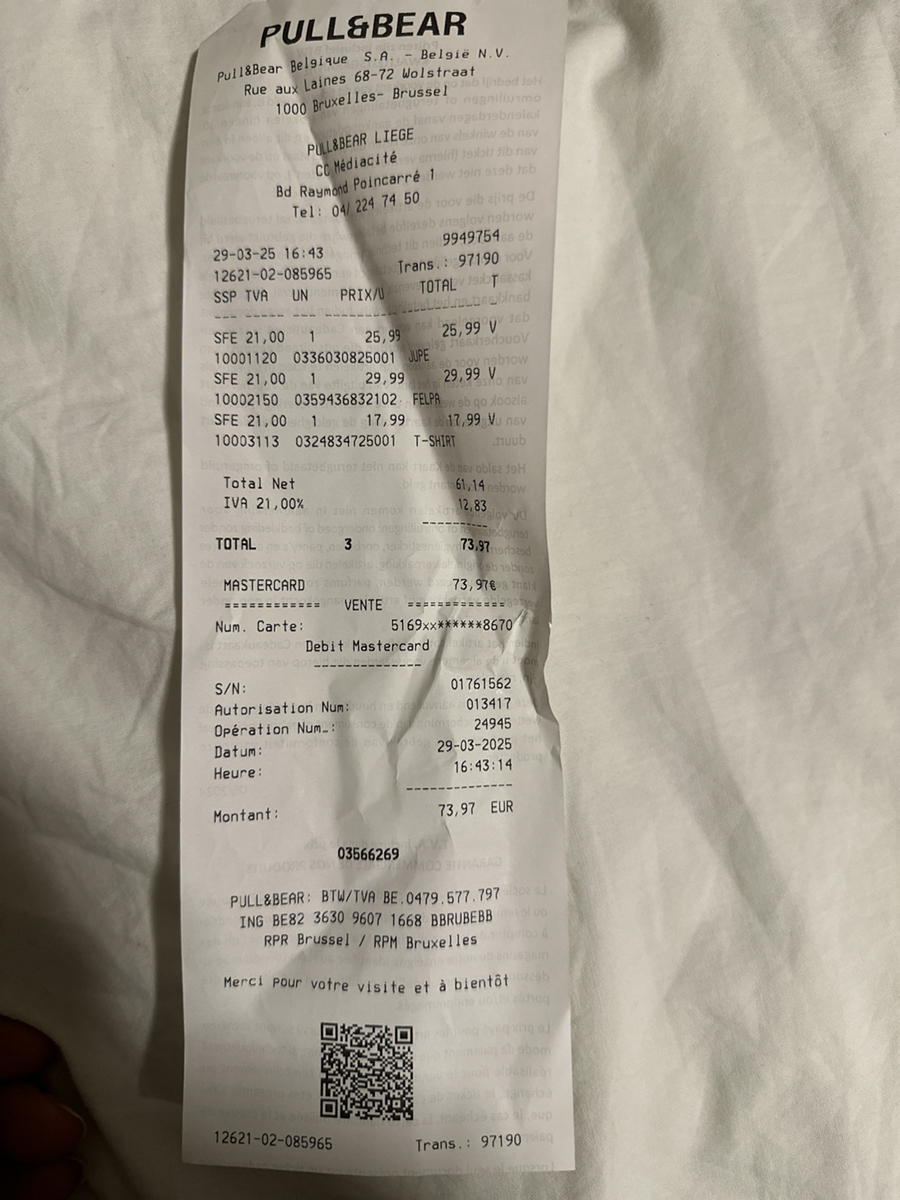 PULL&BEAR
Pull&Bear Belgique S.A. - België N.V.
Rue aux Laines 68-72 Wolstraat
1000 Bruxelles- Brussel
PULL&BEAR LIEGE
CC Médiacité
Bd Raymond Poincarré 1
Tel: 04/ 224 74 50
9949754
29-03-25 16:43
12621-02-085965 Trans.: 97190
SSP TVA UN PRIX/U TOTAL T
--- ----- --- ---------- ----------- -
SFE 21,00 1 25,99 25,99 V
10001120 0336030825001 JUPE
SFE 21,00 1 29,99 29,99 V
10002150 0359436832102 FELPA
SFE 21,00 1 17,99 17,99 V
10003113 0324834725001 T-SHIRT
Total Net 61,14
IVA 21,00% 12,83
---------
TOTAL 3 73,97
MASTERCARD 73,97€
============ VENTE ============
Num. Carte: 5169xx******8670
Debit Mastercard
--------------
S/N: 01761562
Autorisation Num: 013417
Opération Num_: 24945
Datum: 29-03-2025
Heure: 16:43:14
--------------
Montant: 73,97 EUR
03566269
PULL&BEAR: BTW/TVA BE.0479.577.797
ING BE82 3630 9607 1668 BBRUBEBB
RPR Brussel / RPM Bruxelles
Merci pour votre visite et à bientôt
12621-02-085965 Trans.: 97190